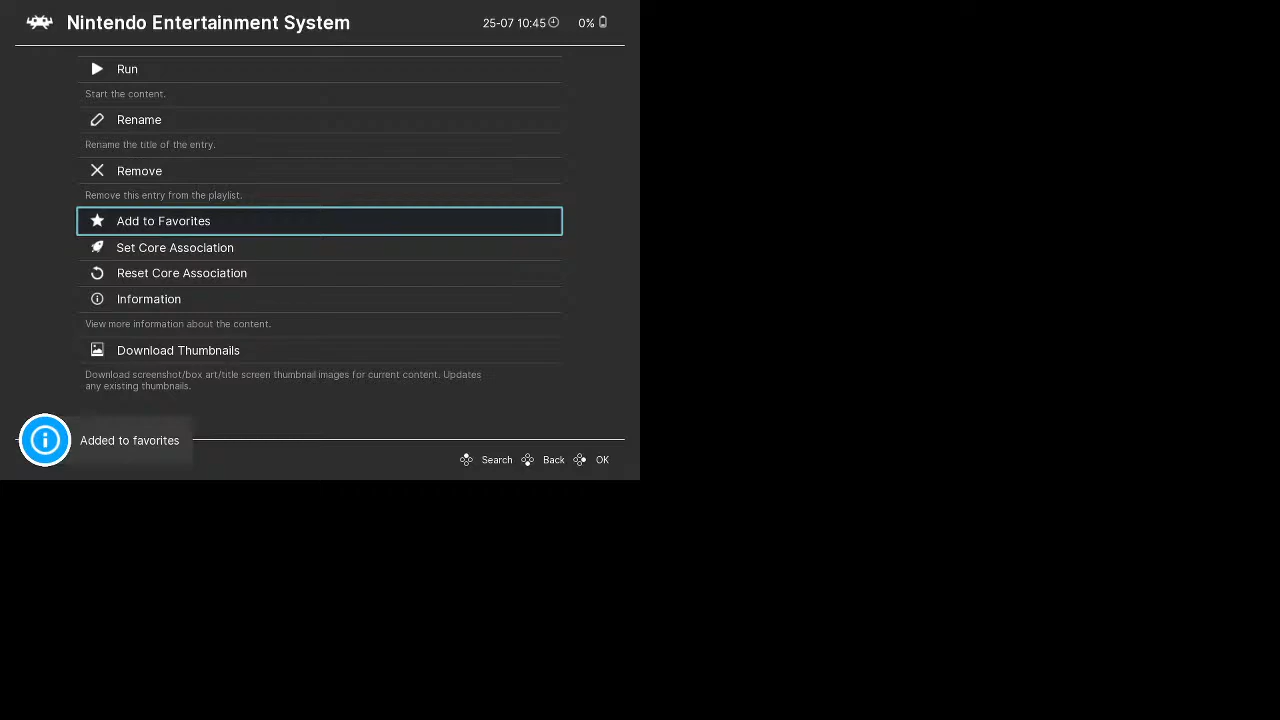 Nintendo Entertainment System
25-07 10:45
0%
Run
Start the content.
Rename
Rename the title of the entry.
Remove
Remove this entry from the playlist.
Add to Favorites
Set Core Association
Reset Core Association
Information
View more information about the content.
Download Thumbnails
Download screenshot/box art/title screen thumbnail images for current content. Updates
any existing thumbnails.
Added to favorites
Search
Back
OK